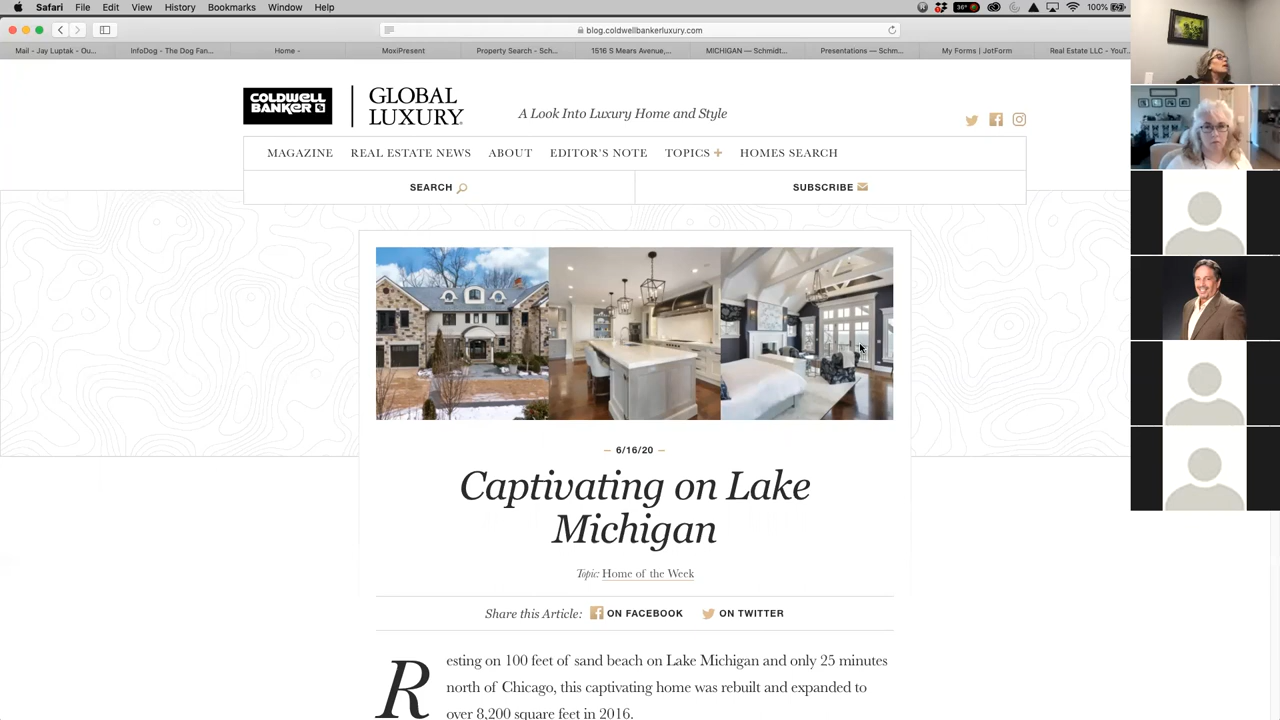 Safari File Edit View History Bookmarks Window Help
36°
100%
blog.coldwellbankerluxury.com
Mail - Jay Luptak - Ou... InfoDog - The Dog Fan... Home - MoxiPresent Property Search - Sch... 1516 S Mears Avenue,... MICHIGAN — Schmidt... Presentations — Schm... My Forms | JotForm Real Estate LLC - YouT...
COLDWELL BANKER
GLOBAL LUXURY
A Look Into Luxury Home and Style
MAGAZINE REAL ESTATE NEWS ABOUT EDITOR'S NOTE TOPICS + HOMES SEARCH
SEARCH SUBSCRIBE
— 6/16/20 —
Captivating on Lake
Michigan
Topic: Home of the Week
Share this Article: ON FACEBOOK ON TWITTER
Resting on 100 feet of sand beach on Lake Michigan and only 25 minutes
north of Chicago, this captivating home was rebuilt and expanded to
over 8,200 square feet in 2016.